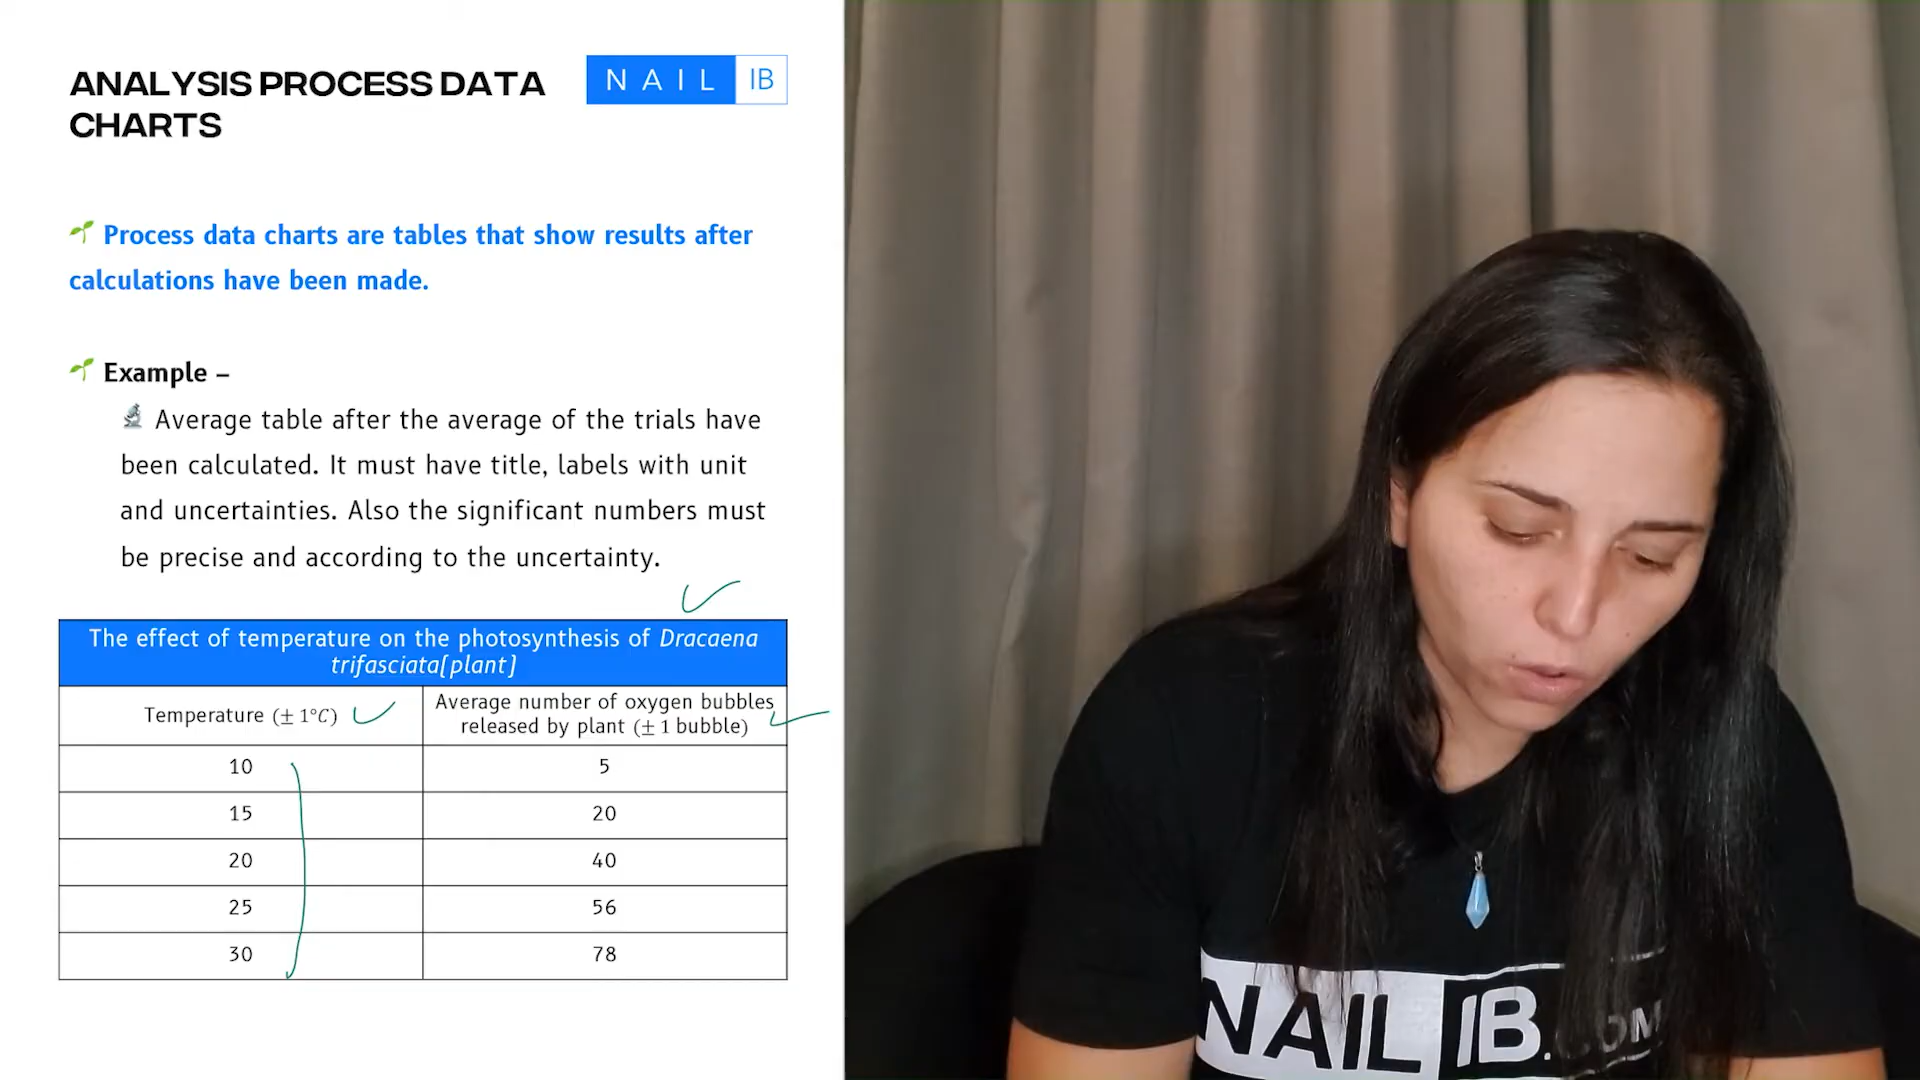 ANALYSIS PROCESS DATA
CHARTS
NAIL IB
Process data charts are tables that show results after
calculations have been made.
Example –
Average table after the average of the trials have
been calculated. It must have title, labels with unit
and uncertainties. Also the significant numbers must
be precise and according to the uncertainty.
The effect of temperature on the photosynthesis of Dracaena
trifasciata[plant]
Temperature (± 1°C)
Average number of oxygen bubbles
released by plant (± 1 bubble)
10 5
15 20
20 40
25 56
30 78
NAIL IB.COM